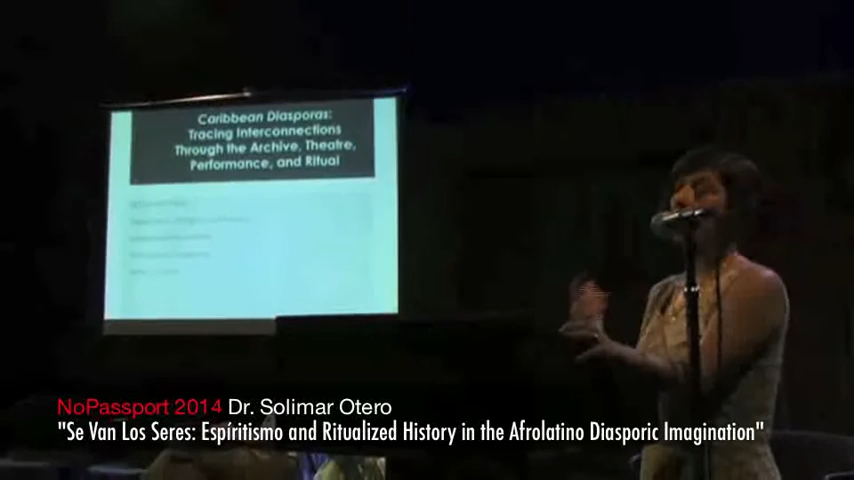 Caribbean Diasporas:
Tracing Interconnections
Through the Archive, Theatre,
Performance, and Ritual
NoPassport 2014 Dr. Solimar Otero
"Se Van Los Seres: Espíritismo and Ritualized History in the Afrolatino Diasporic Imagination"